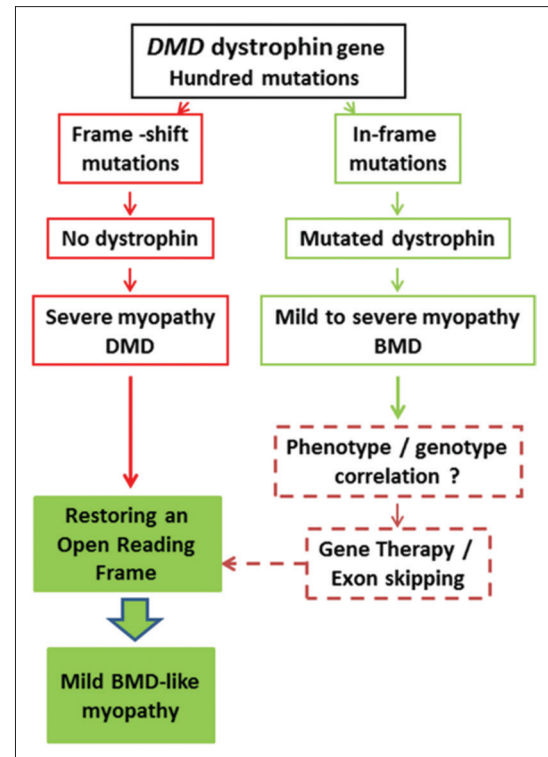 DMD dystrophin gene
Hundred mutations
Frame -shift
mutations
In-frame
mutations
No dystrophin
Mutated dystrophin
Severe myopathy
DMD
Mild to severe myopathy
BMD
Phenotype / genotype
correlation ?
Restoring an
Open Reading
Frame
Gene Therapy /
Exon skipping
Mild BMD-like
myopathy